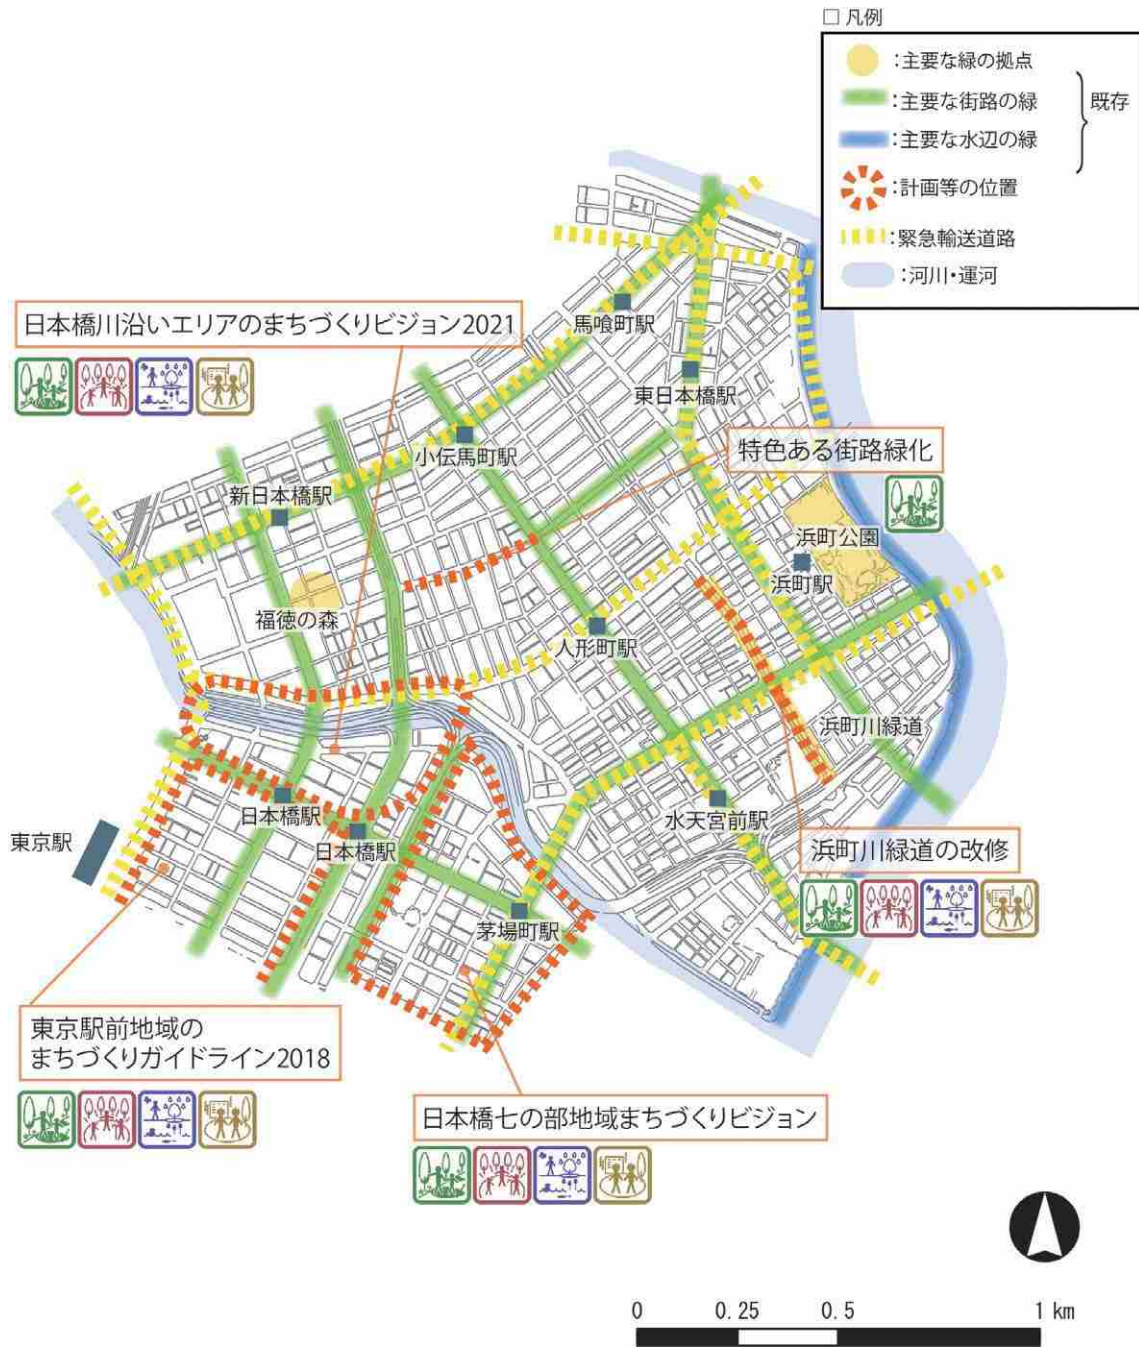 □ 凡例
:主要な緑の拠点
:主要な街路の緑
既存
:主要な水辺の緑
:計画等の位置
:緊急輸送道路
:河川・運河
日本橋川沿いエリアのまちづくりビジョン2021
馬喰町駅
東日本橋駅
小伝馬町駅
特色ある街路緑化
新日本橋駅
浜町公園
浜町駅
福徳の森
人形町駅
浜町川緑道
日本橋駅
水天宮前駅
東京駅
日本橋駅
浜町川緑道の改修
茅場町駅
東京駅前地域の
まちづくりガイドライン2018
日本橋七の部地域まちづくりビジョン
0 0.25 0.5 1 km